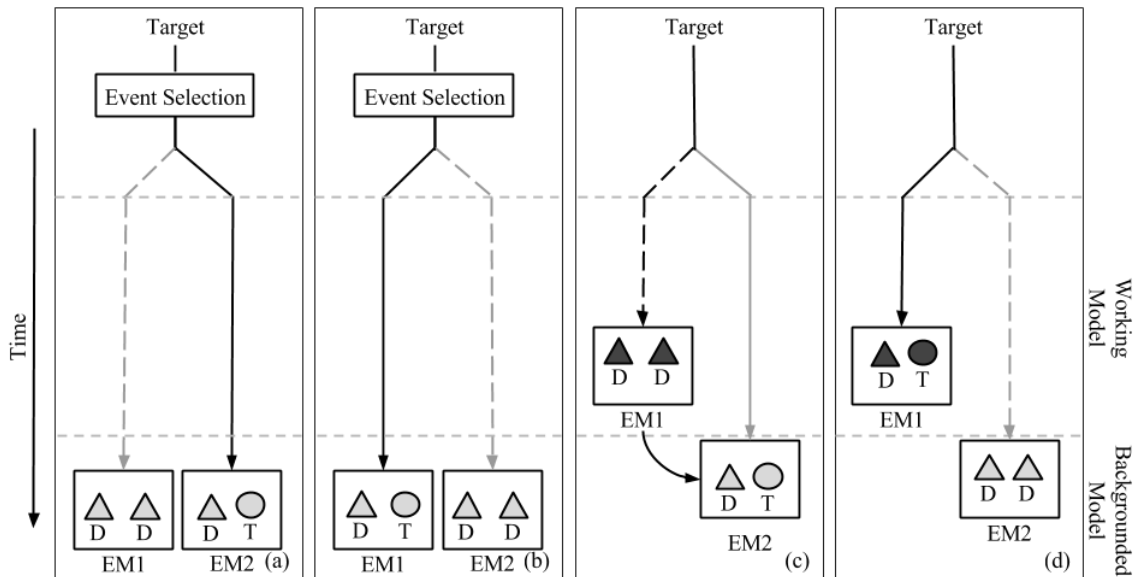 Target
Event Selection
D D
EM1
D T
EM2
(a)
Target
Event Selection
D T
EM1
D D
EM2
(b)
Target
D D
EM1
D T
EM2
(c)
Target
D T
EM1
D D
EM2
(d)
Time
Working
Model
Backgrounded
Model